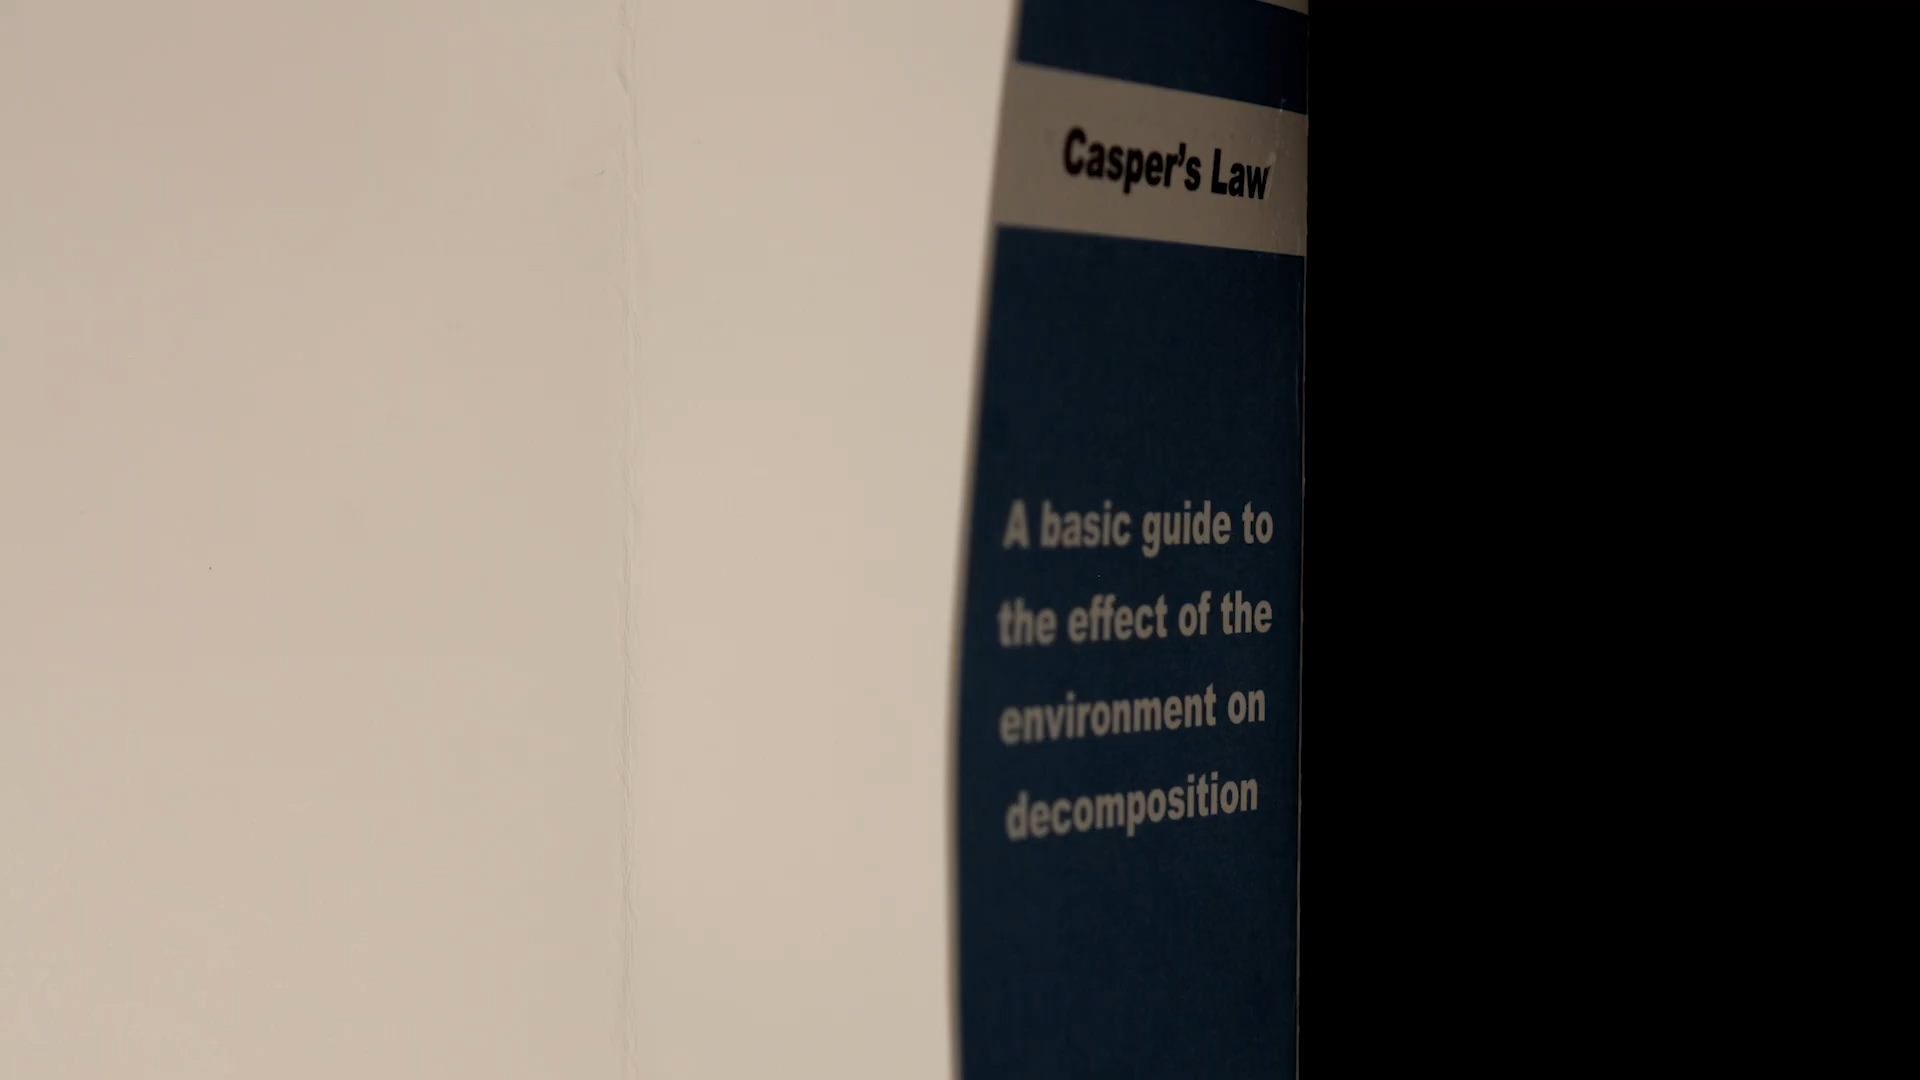 Casper's Law
A basic guide to
the effect of the
environment on
decomposition